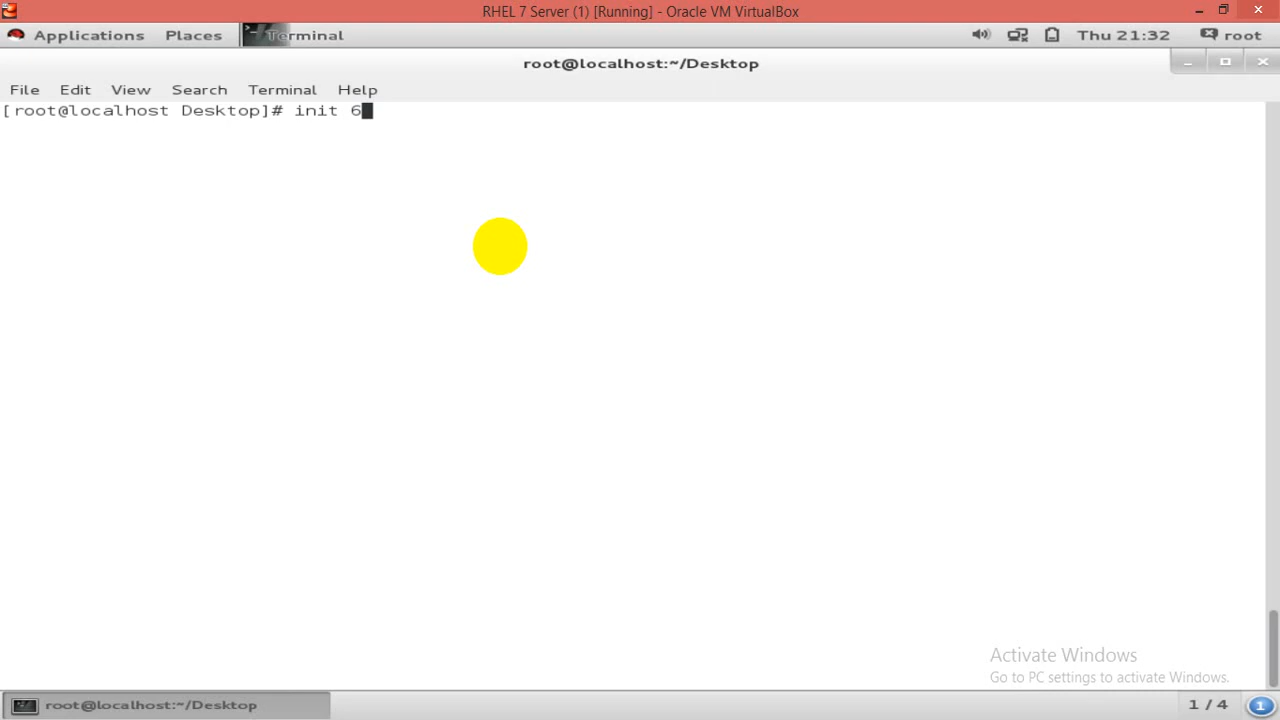 RHEL 7 Server (1) [Running] - Oracle VM VirtualBox
Applications Places Terminal Thu 21:32 root
root@localhost:~/Desktop
File Edit View Search Terminal Help
[root@localhost Desktop]# init 6
Activate Windows
Go to PC settings to activate Windows.
root@localhost:~/Desktop 1 / 4 1